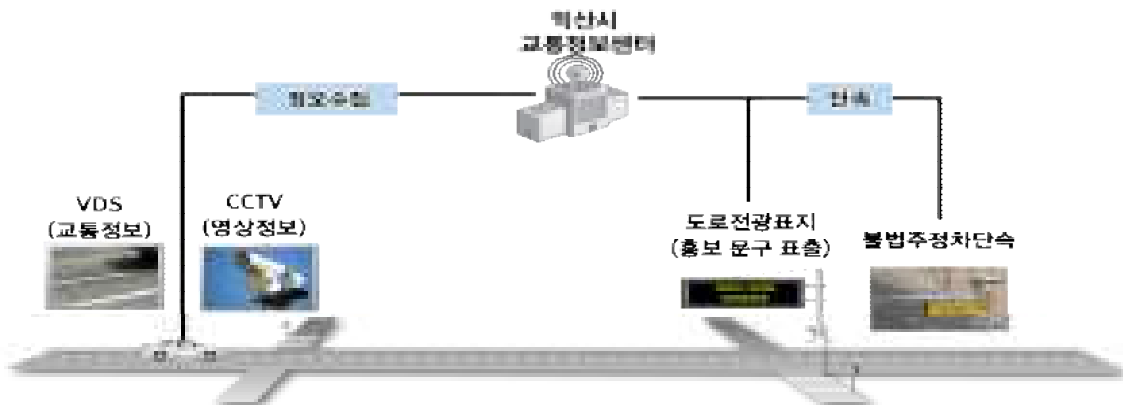 익산시
교통정보센터
정보수집
단속
VDS
(교통정보)
CCTV
(영상정보)
도로전광표지
(홍보 문구 표출)
불법주정차단속